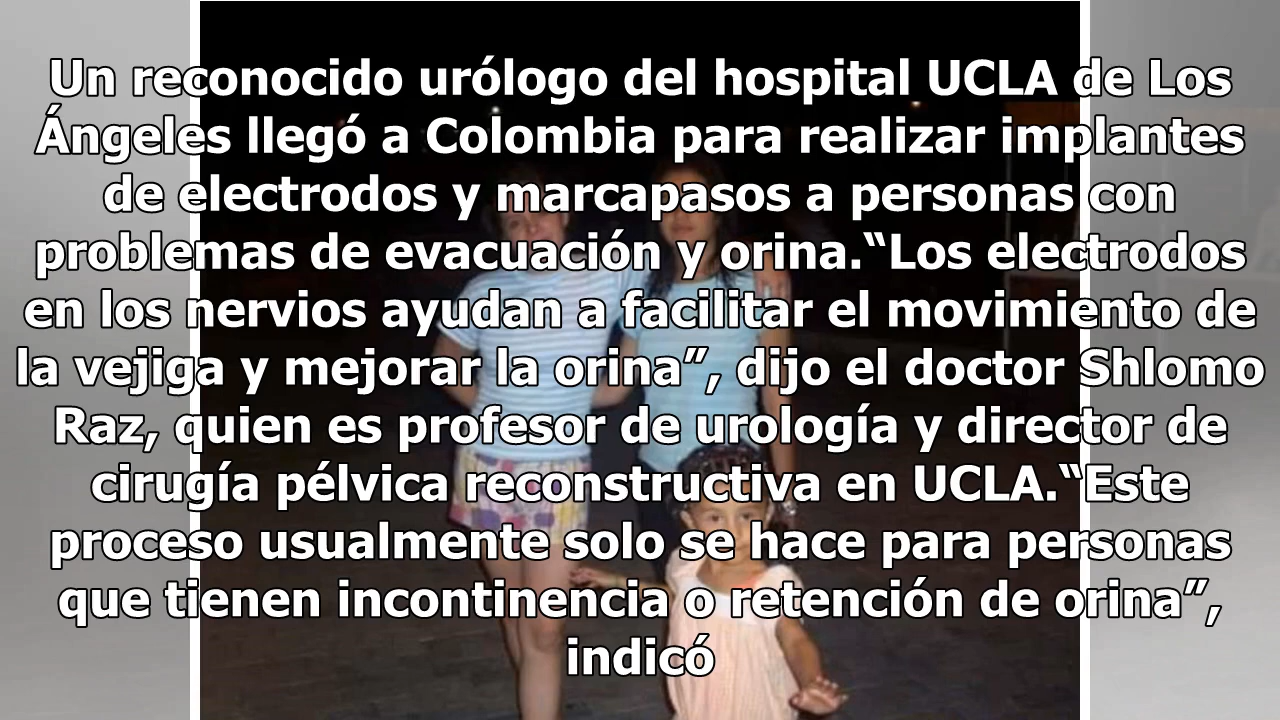 Un reconocido urólogo del hospital UCLA de Los
Ángeles llegó a Colombia para realizar implantes
de electrodos y marcapasos a personas con
problemas de evacuación y orina.“Los electrodos
en los nervios ayudan a facilitar el movimiento de
la vejiga y mejorar la orina”, dijo el doctor Shlomo
Raz, quien es profesor de urología y director de
cirugía pélvica reconstructiva en UCLA.“Este
proceso usualmente solo se hace para personas
que tienen incontinencia o retención de orina”,
indicó